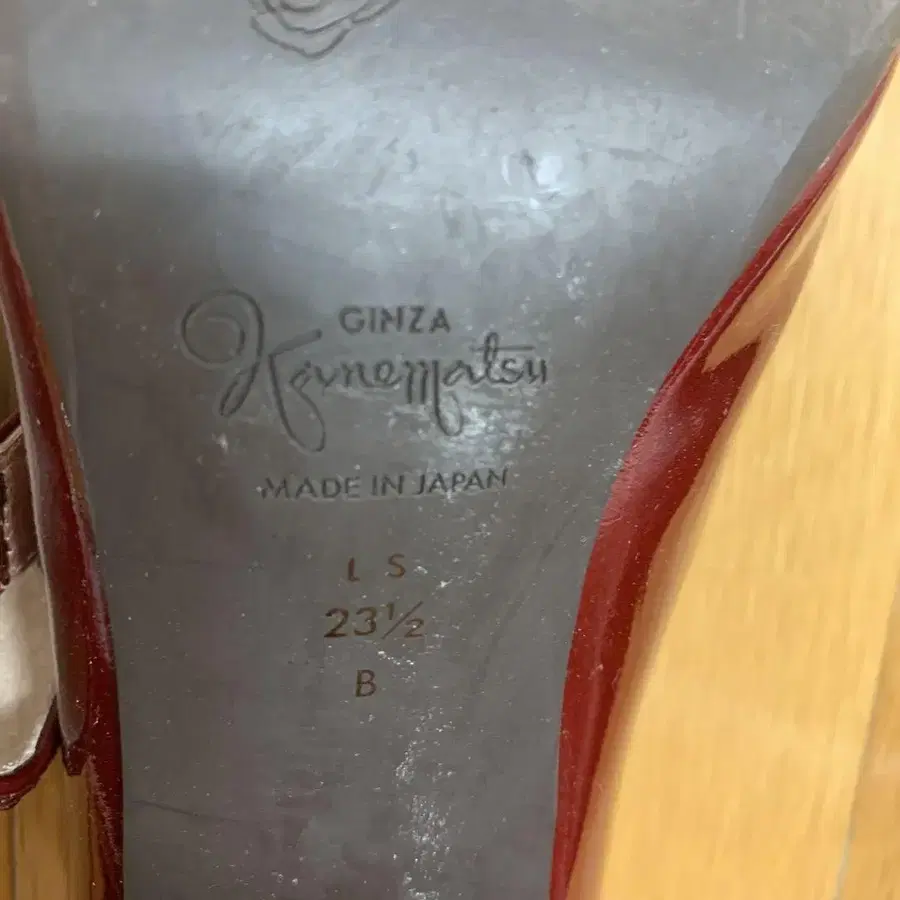 GINZA
Kanematsu
MADE IN JAPAN
L S
23½
B